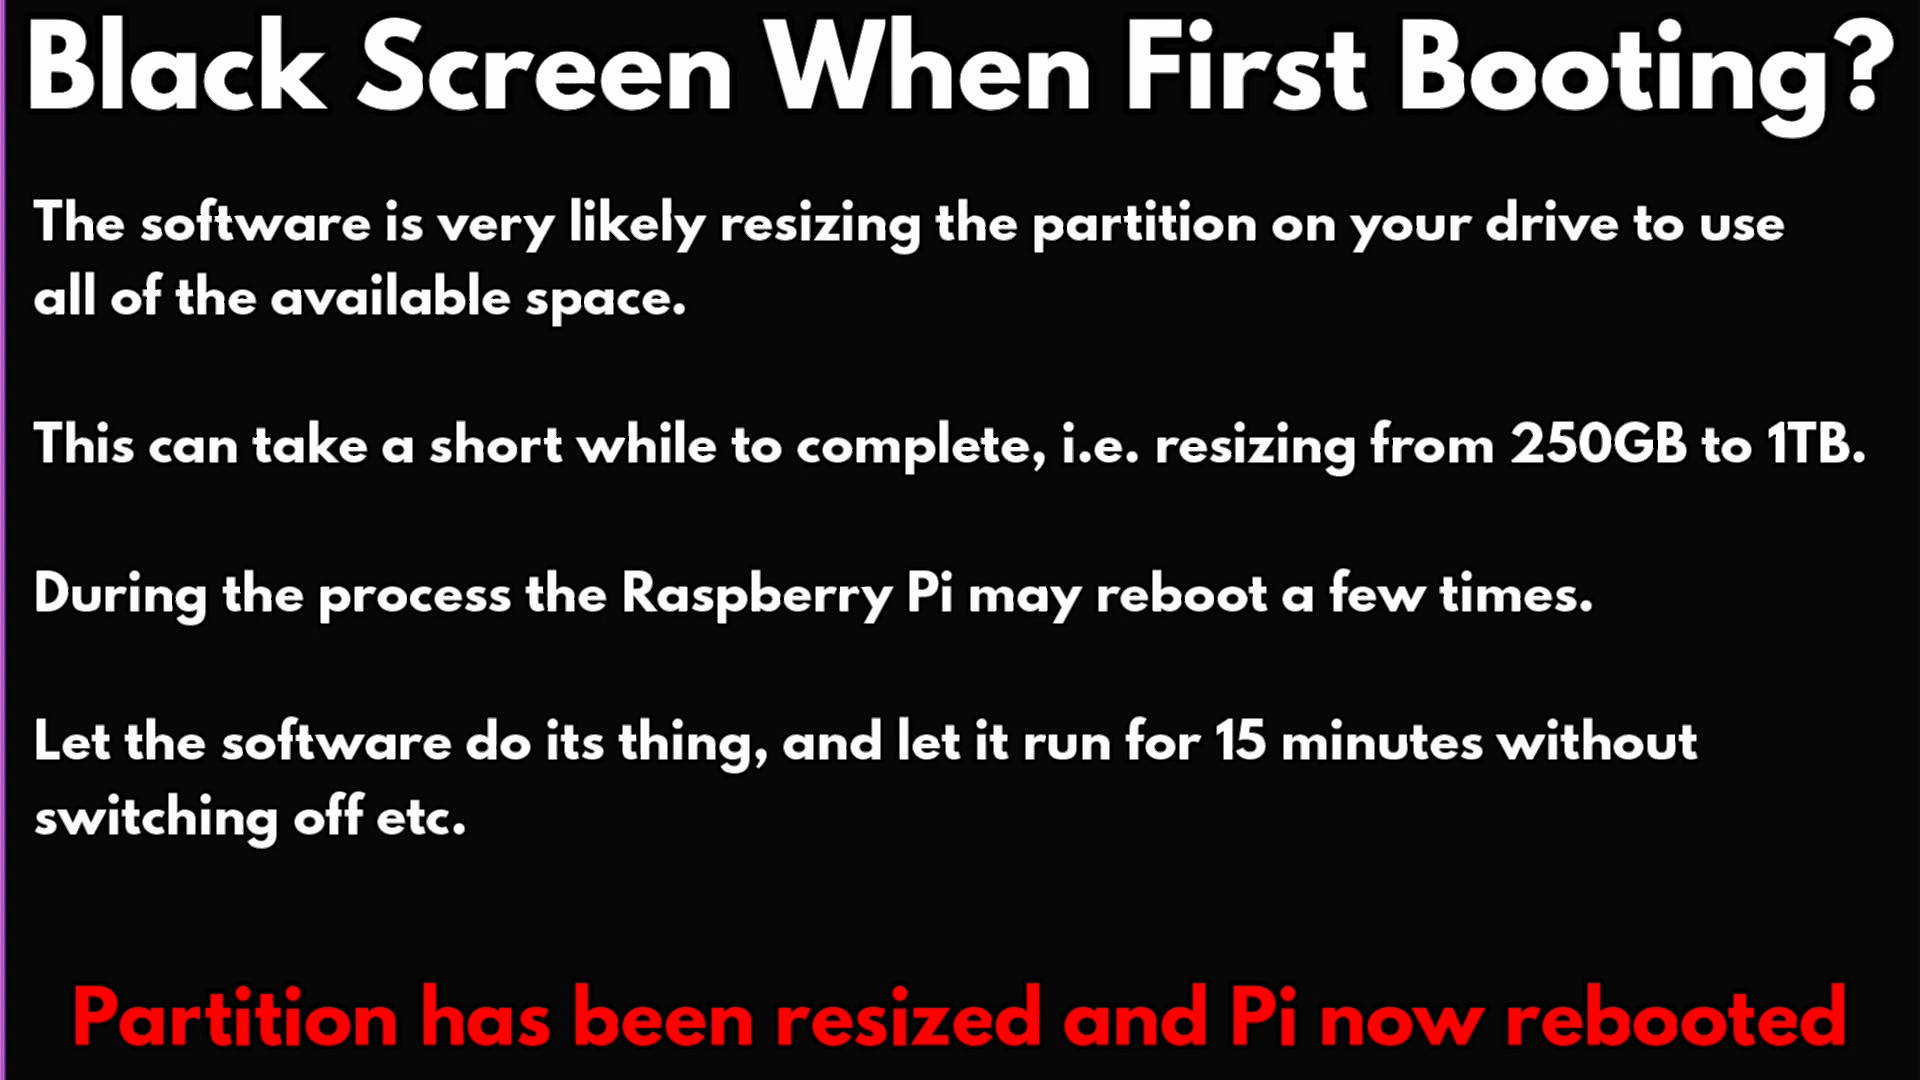 Black Screen When First Booting?
The software is very likely resizing the partition on your drive to use
all of the available space.
This can take a short while to complete, i.e. resizing from 250GB to 1TB.
During the process the Raspberry Pi may reboot a few times.
Let the software do its thing, and let it run for 15 minutes without
switching off etc.
Partition has been resized and Pi now rebooted